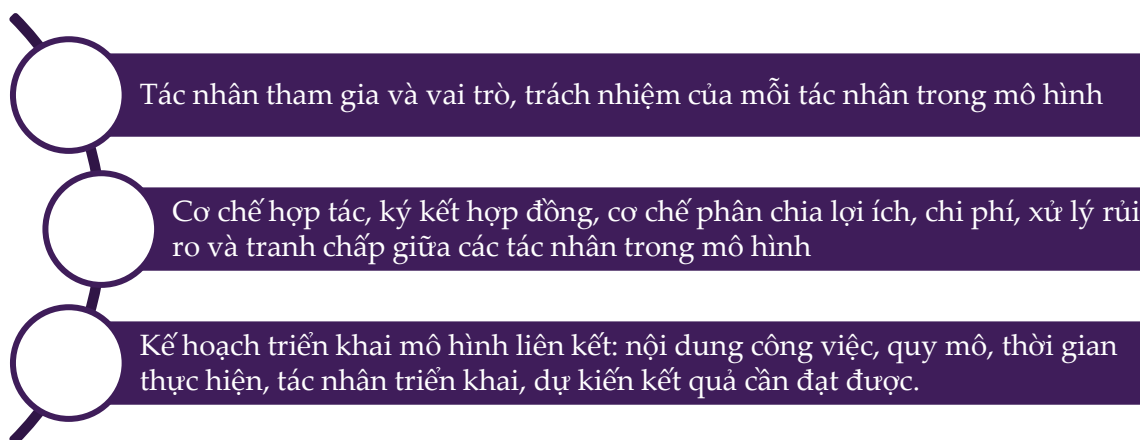 Tác nhân tham gia và vai trò, trách nhiệm của mỗi tác nhân trong mô hình
Cơ chế hợp tác, ký kết hợp đồng, cơ chế phân chia lợi ích, chi phí, xử lý rủi
ro và tranh chấp giữa các tác nhân trong mô hình
Kế hoạch triển khai mô hình liên kết: nội dung công việc, quy mô, thời gian
thực hiện, tác nhân triển khai, dự kiến kết quả cần đạt được.